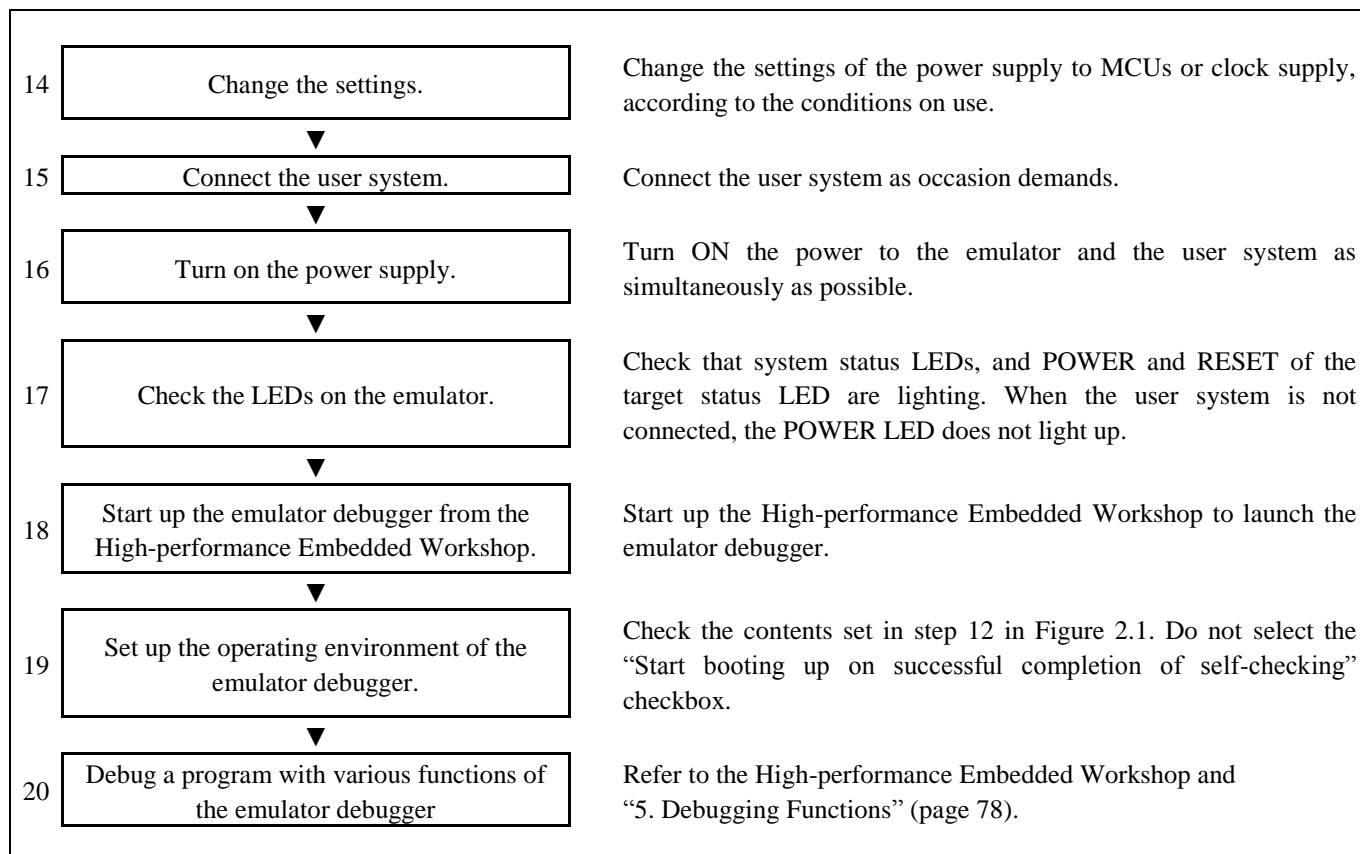 14
Change the settings.
Change the settings of the power supply to MCUs or clock supply,
according to the conditions on use.
▼
15
Connect the user system.
Connect the user system as occasion demands.
▼
16
Turn on the power supply.
Turn ON the power to the emulator and the user system as
simultaneously as possible.
▼
17
Check the LEDs on the emulator.
Check that system status LEDs, and POWER and RESET of the
target status LED are lighting. When the user system is not
connected, the POWER LED does not light up.
▼
18
Start up the emulator debugger from the
High-performance Embedded Workshop.
Start up the High-performance Embedded Workshop to launch the
emulator debugger.
▼
19
Set up the operating environment of the
emulator debugger.
Check the contents set in step 12 in Figure 2.1. Do not select the
“Start booting up on successful completion of self-checking”
checkbox.
▼
20
Debug a program with various functions of
the emulator debugger
Refer to the High-performance Embedded Workshop and
“5. Debugging Functions” (page 78).